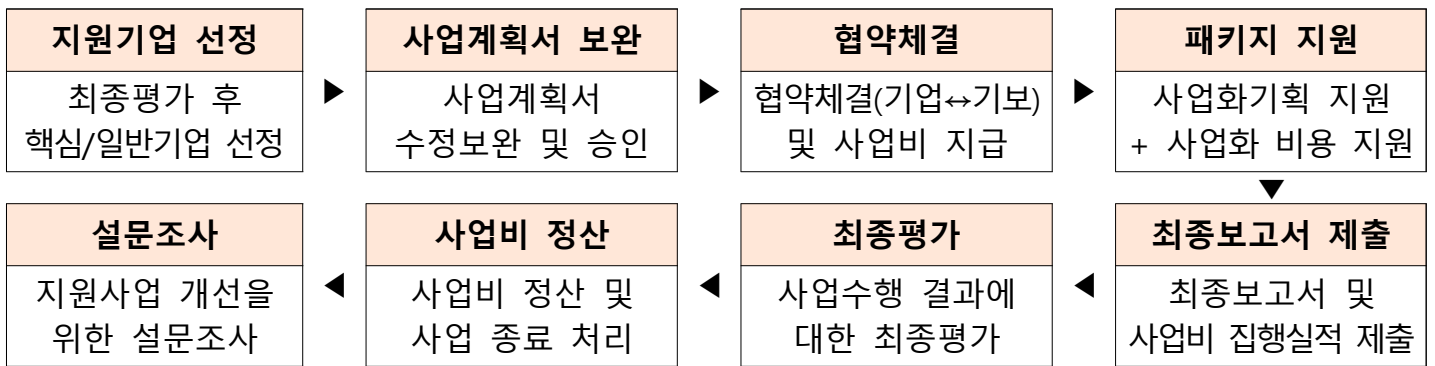 지원기업 선정
최종평가 후
핵심/일반기업 선정
▶
사업계획서 보완
사업계획서
수정보완 및 승인
▶
협약체결
협약체결(기업↔기보)
및 사업비 지급
▶
패키지 지원
사업화기획 지원
+ 사업화 비용 지원
▼
최종보고서 제출
최종보고서 및
사업비 집행실적 제출
◀
최종평가
사업수행 결과에
대한 최종평가
◀
사업비 정산
사업비 정산 및
사업 종료 처리
◀
설문조사
지원사업 개선을
위한 설문조사